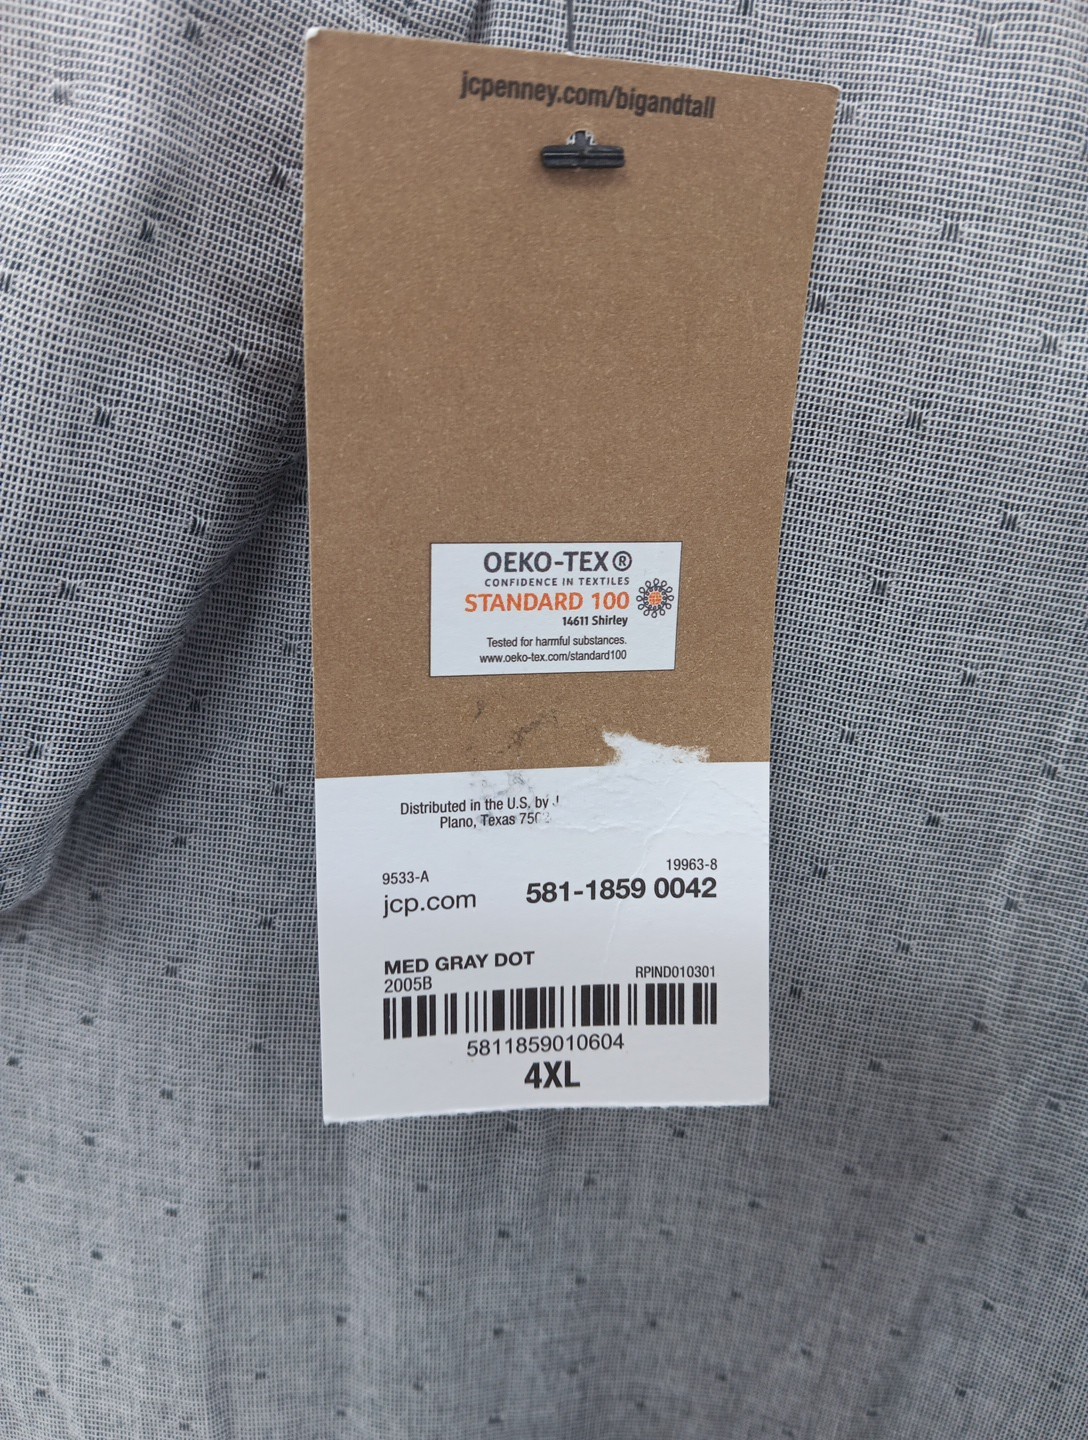 jcpenney.com/bigandtall
OEKO-TEX®
CONFIDENCE IN TEXTILES
STANDARD 100
14611 Shirley
Tested for harmful substances.
www.oeko-tex.com/standard100
Distributed in the U.S. by J
Plano, Texas
9533-A
19963-8
jcp.com
581-1859 0042
MED GRAY DOT
2005B
RPIND010301
5811859010604
4XL